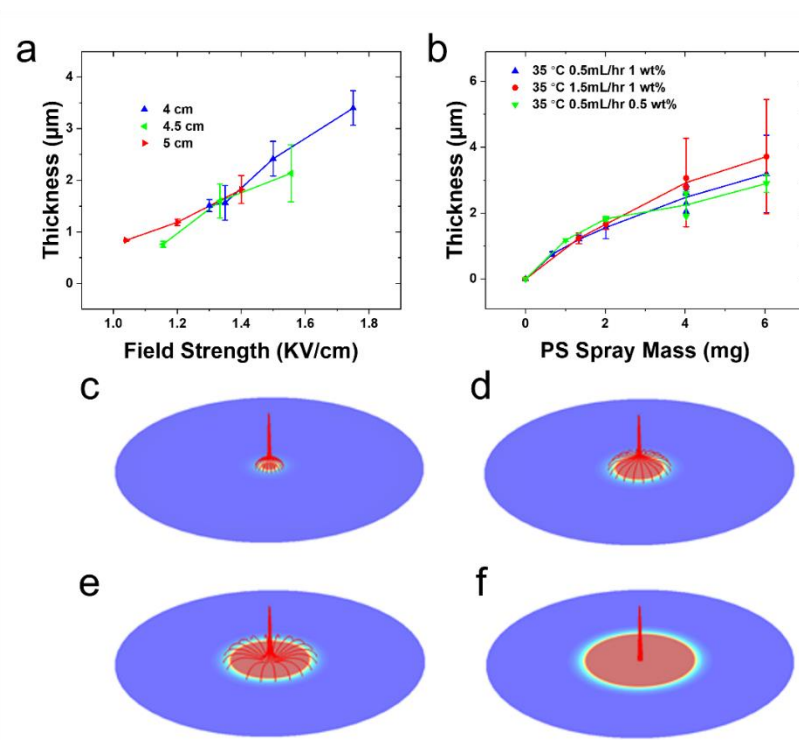 a
4
3
2
1
0
Thickness (µm)
4 cm
4.5 cm
5 cm
1.0 1.2 1.4 1.6 1.8
Field Strength (KV/cm)
b
6
4
2
0
Thickness (µm)
35 °C 0.5mL/hr 1 wt%
35 °C 1.5mL/hr 1 wt%
35 °C 0.5mL/hr 0.5 wt%
0 2 4 6
PS Spray Mass (mg)
c
d
e
f